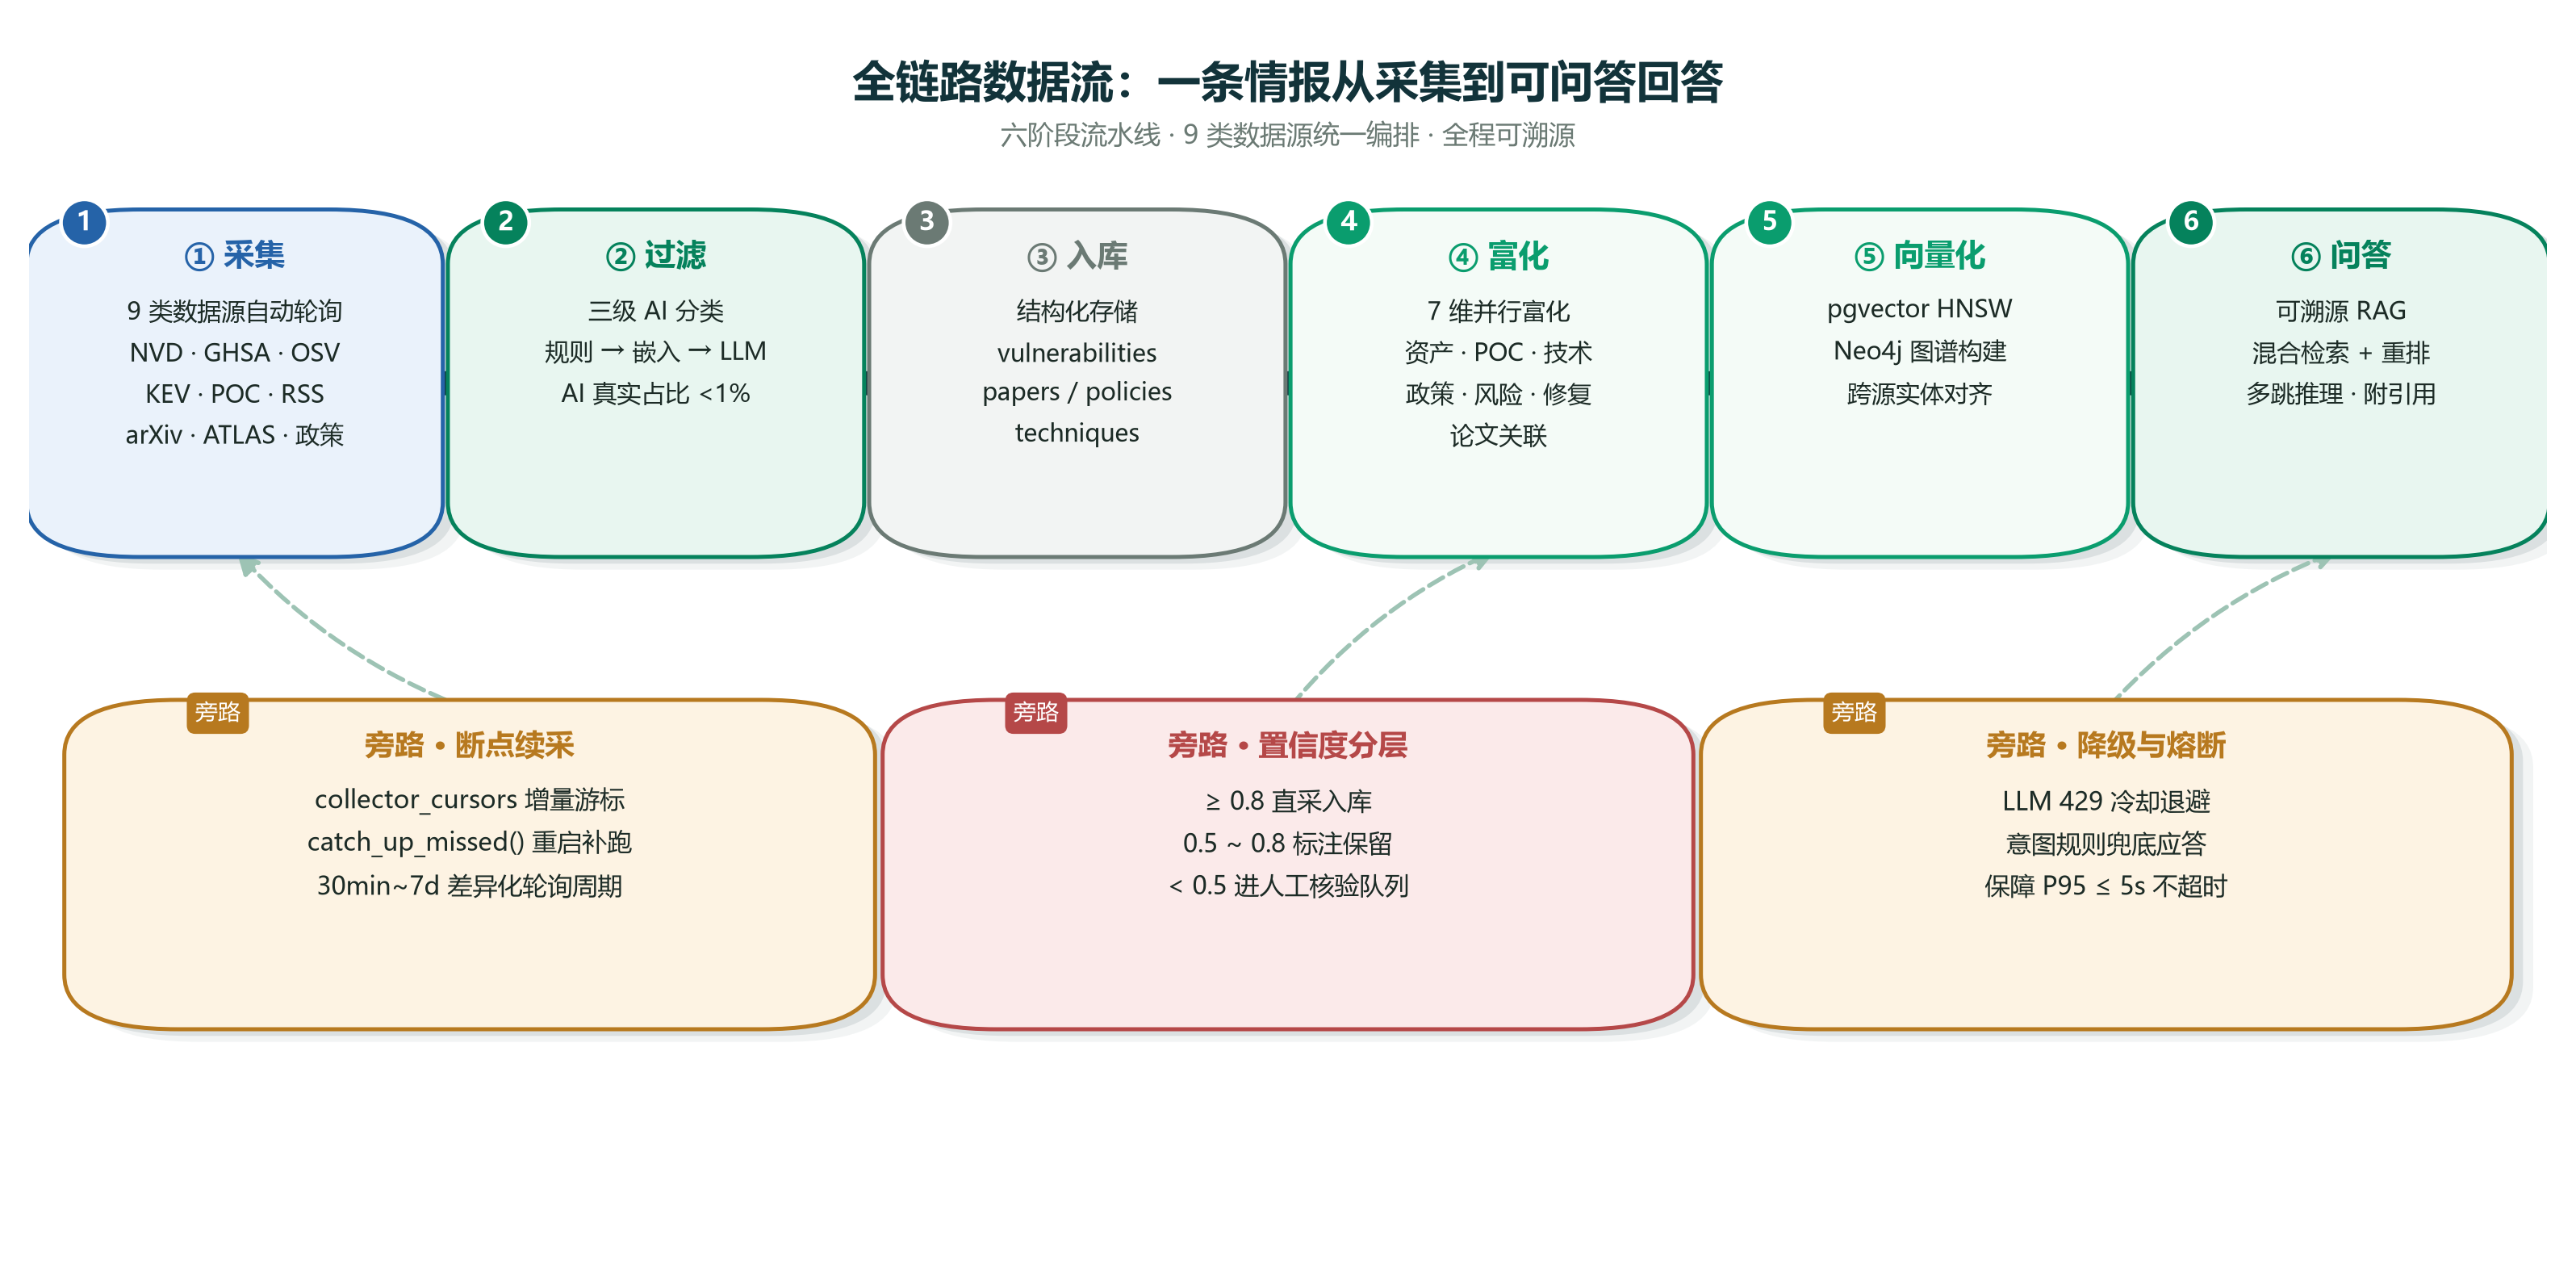 全链路数据流：一条情报从采集到可问答回答
六阶段流水线 · 9 类数据源统一编排 · 全程可溯源
1
① 采集
9 类数据源自动轮询
NVD · GHSA · OSV
KEV · POC · RSS
arXiv · ATLAS · 政策
2
② 过滤
三级 AI 分类
规则 → 嵌入 → LLM
AI 真实占比 <1%
3
③ 入库
结构化存储
vulnerabilities
papers / policies
techniques
4
④ 富化
7 维并行富化
资产 · POC · 技术
政策 · 风险 · 修复
论文关联
5
⑤ 向量化
pgvector HNSW
Neo4j 图谱构建
跨源实体对齐
6
⑥ 问答
可溯源 RAG
混合检索 + 重排
多跳推理 · 附引用
旁路
旁路 · 断点续采
collector_cursors 增量游标
catch_up_missed() 重启补跑
30min~7d 差异化轮询周期
旁路
旁路 · 置信度分层
≥ 0.8 直采入库
0.5 ~ 0.8 标注保留
< 0.5 进人工核验队列
旁路
旁路 · 降级与熔断
LLM 429 冷却退避
意图规则兜底应答
保障 P95 ≤ 5s 不超时